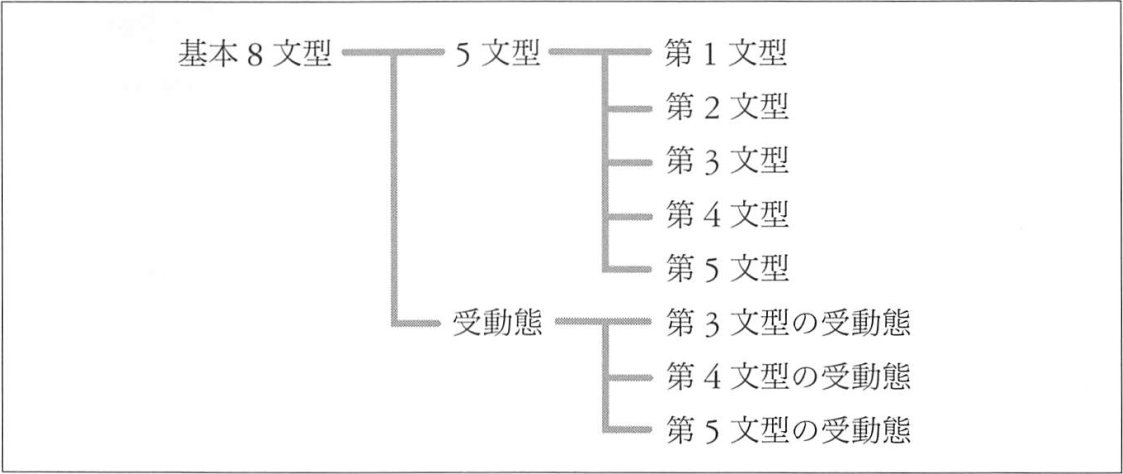 基本8文型 5文型 第1文型
第2文型
第3文型
第4文型
第5文型
受動態 第3文型の受動態
第4文型の受動態
第5文型の受動態